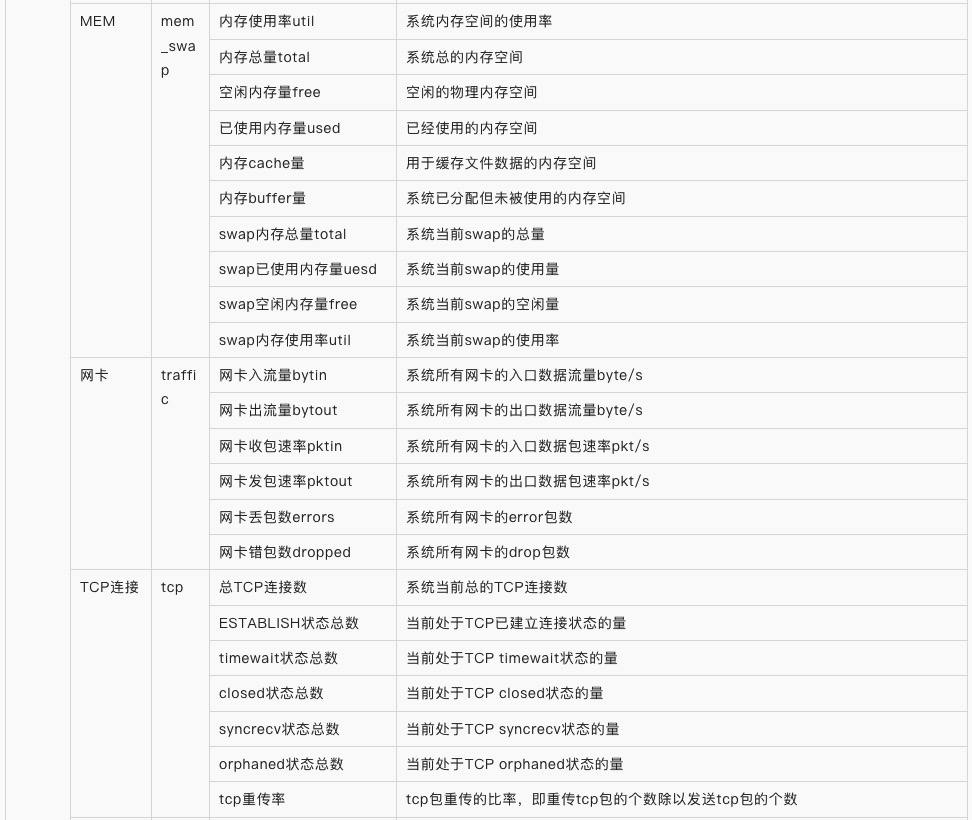 MEM mem_swap 内存使用率util 系统内存空间的使用率
内存总量total 系统总的内存空间
空闲内存量free 空闲的物理内存空间
已使用内存量used 已经使用的内存空间
内存cache量 用于缓存文件数据的内存空间
内存buffer量 系统已分配但未被使用的内存空间
swap内存总量total 系统当前swap的总量
swap已使用内存量uesd 系统当前swap的使用量
swap空闲内存量free 系统当前swap的空闲量
swap内存使用率util 系统当前swap的使用率
网卡 traffic 网卡入流量bytin 系统所有网卡的入口数据流量byte/s
网卡出流量bytout 系统所有网卡的出口数据流量byte/s
网卡收包速率pktin 系统所有网卡的入口数据包速率pkt/s
网卡发包速率pktout 系统所有网卡的出口数据包速率pkt/s
网卡丢包数errors 系统所有网卡的error包数
网卡错包数dropped 系统所有网卡的drop包数
TCP连接 tcp 总TCP连接数 系统当前总的TCP连接数
ESTABLISH状态总数 当前处于TCP已建立连接状态的量
timewait状态总数 当前处于TCP timewait状态的量
closed状态总数 当前处于TCP closed状态的量
syncrecv状态总数 当前处于TCP syncrecv状态的量
orphaned状态总数 当前处于TCP orphaned状态的量
tcp重传率 tcp包重传的比率，即重传tcp包的个数除以发送tcp包的个数